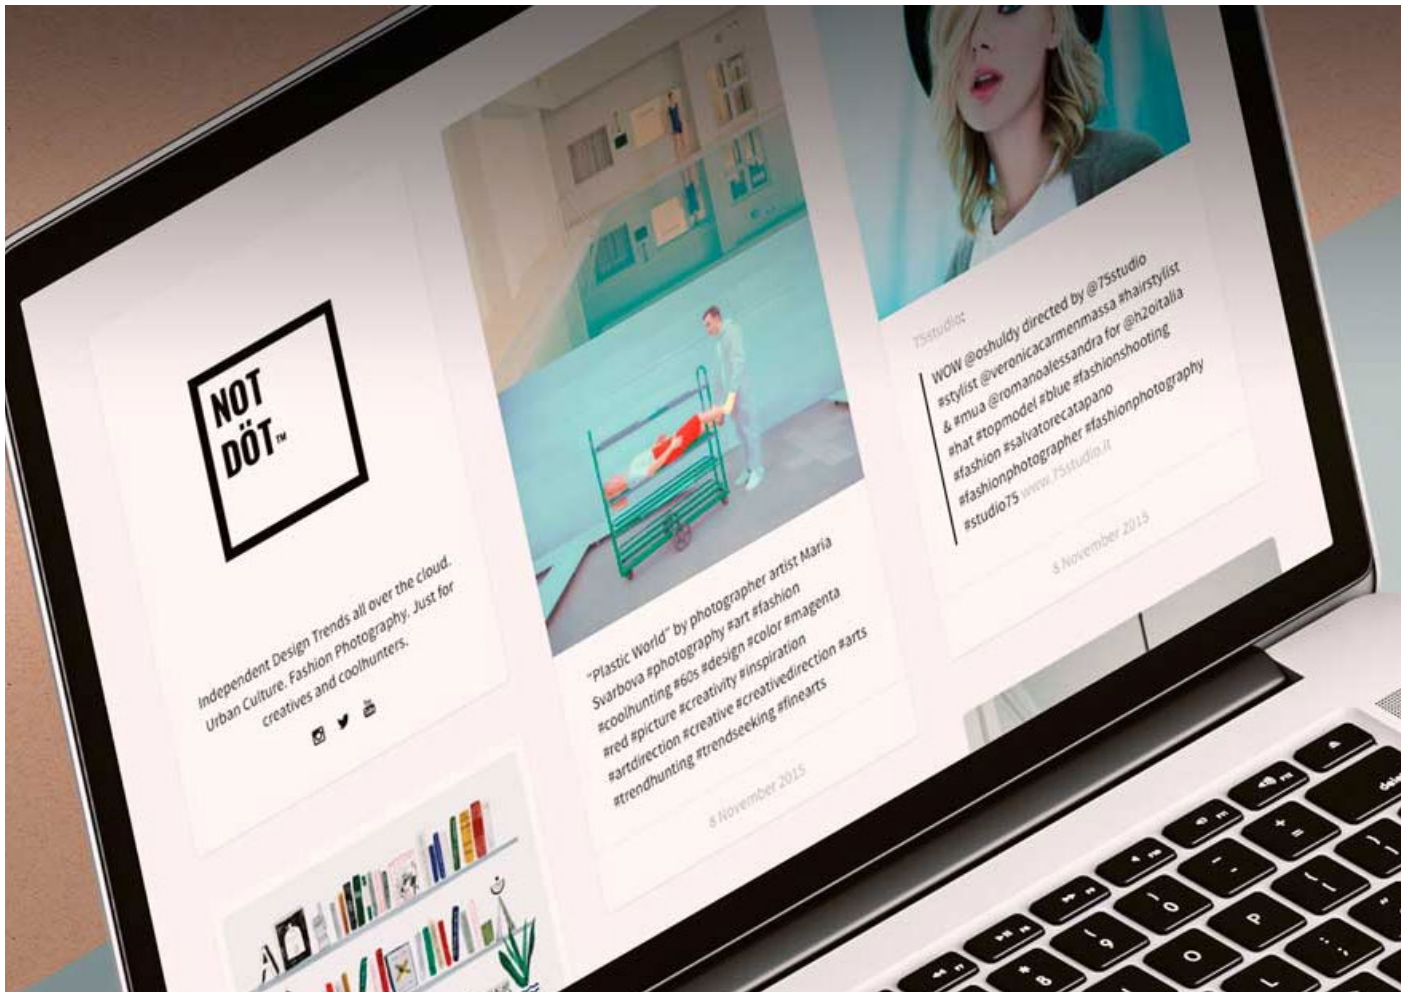 NOT
DÖT™
Independent Design Trends all over the cloud.
Urban Culture. Fashion Photography. Just for
creatives and coolhunters.
"Plastic World" by photographer artist Maria
Svarbova #photography #art #fashion
#coolhunting #60s #design #color #magenta
#red #picture #creativity #inspiration
#artdirection #creative #creativedirection #arts
#trendhunting #trendseeking #finearts
8 November 2015
75studio:
WOW @oshuldy directed by @75studio
#stylist @veronicacarmenmassa #hairstylist
& #mua @romanoalessandra for @h2oitalia
#hat #topmodel #blue #fashionshooting
#fashion #salvatorecatapano
#fashionphotographer #fashionphotography
#studio75 www.75studio.it
8 November 2015